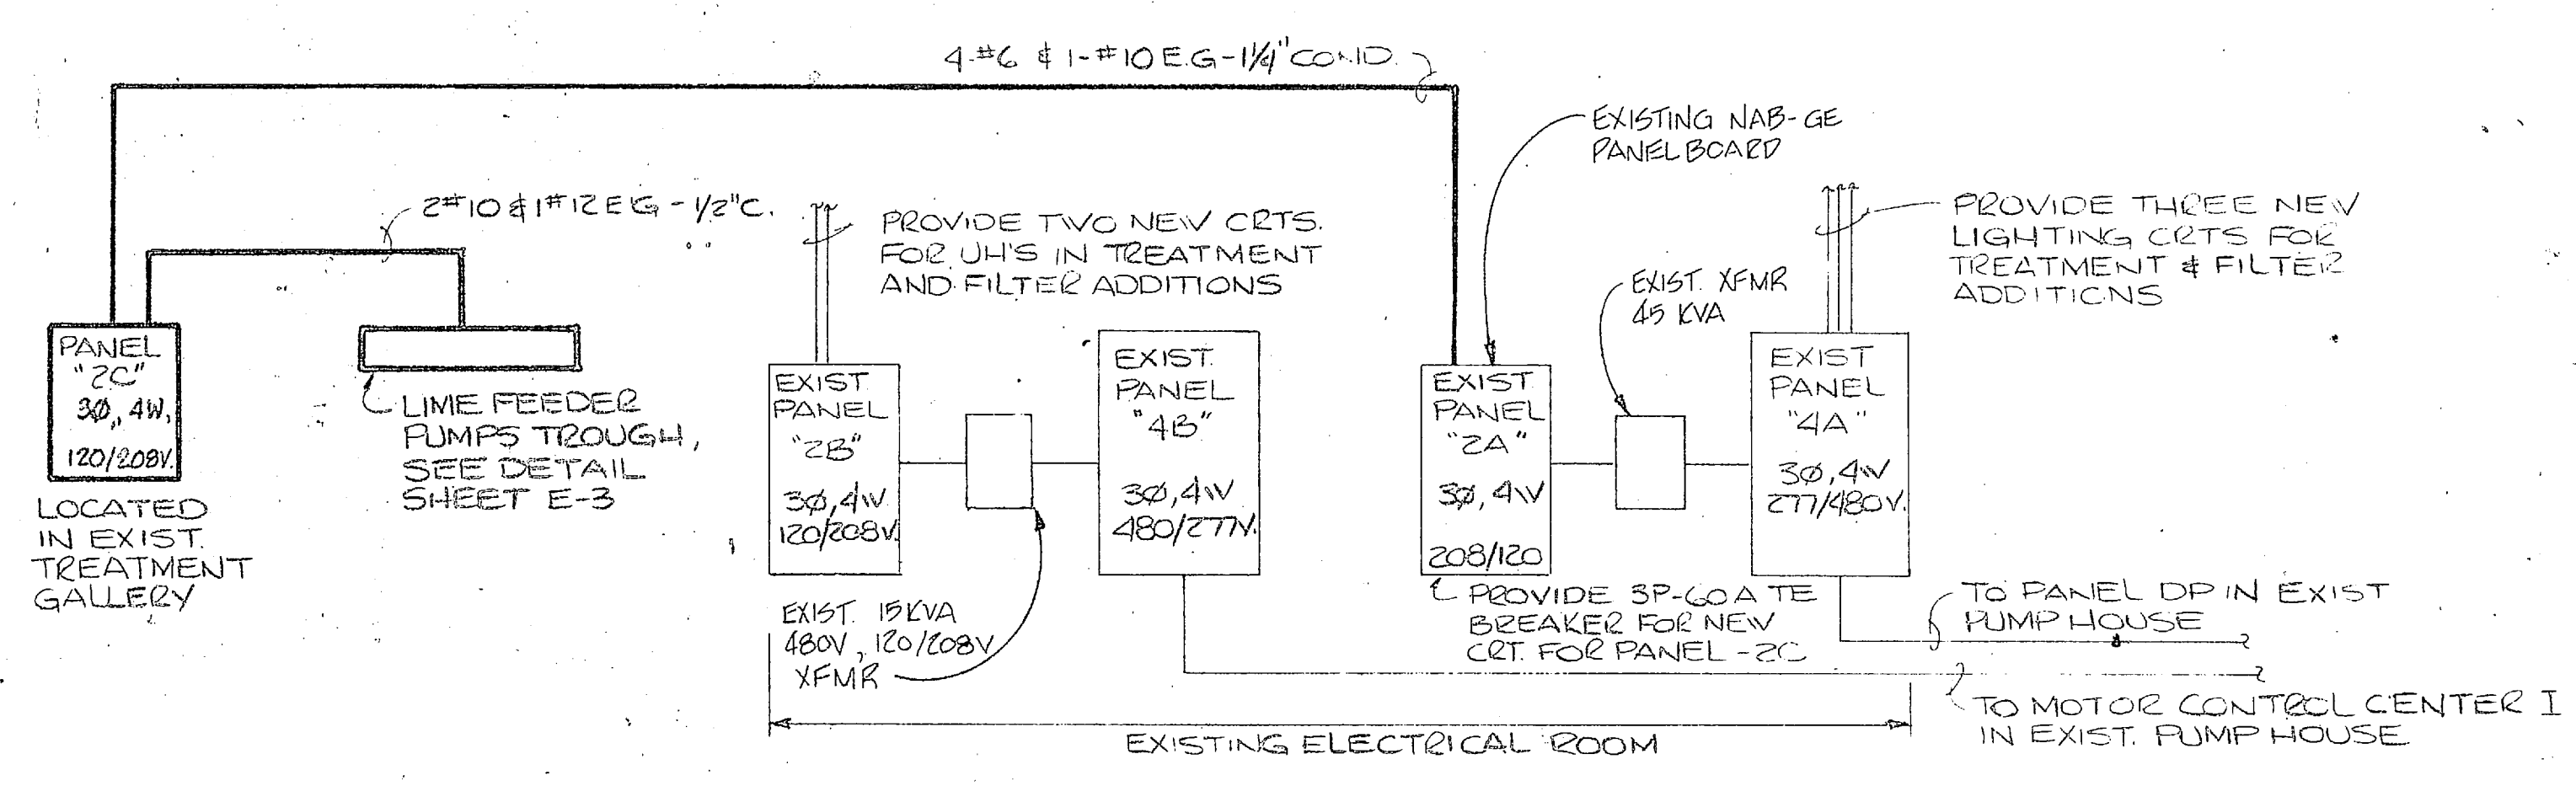 4-#6 & 1-#10 E.G-1¼" COND.
EXISTING NAB-GE
PANELBOARD
2#10 & 1#12 E.G - 1/2"C.
PROVIDE TWO NEW CRTS.
FOR UH'S IN TREATMENT
AND FILTER ADDITIONS
PROVIDE THREE NEW
LIGHTING CRTS FOR
TREATMENT & FILTER
ADDITIONS
EXIST. XFMR
45 KVA
PANEL
"2C"
3Ø, 4W,
120/208V.
LOCATED
IN EXIST.
TREATMENT
GALLERY
LIME FEEDER
PUMPS TROUGH,
SEE DETAIL
SHEET E-3
EXIST.
PANEL
"2B"
3Ø,4W
120/208V.
EXIST.
PANEL
"4B"
3Ø,4W
480/277V.
EXIST.
PANEL
"2A"
3Ø, 4W
208/120
EXIST
PANEL
"4A"
3Ø,4W
277/480V.
EXIST. 15KVA
480V, 120/208V
XFMR
PROVIDE 3P-60A TE
BREAKER FOR NEW
CRT. FOR PANEL-2C
TO PANEL DP IN EXIST
PUMP HOUSE
TO MOTOR CONTROL CENTER I
IN EXIST. PUMP HOUSE
EXISTING ELECTRICAL ROOM